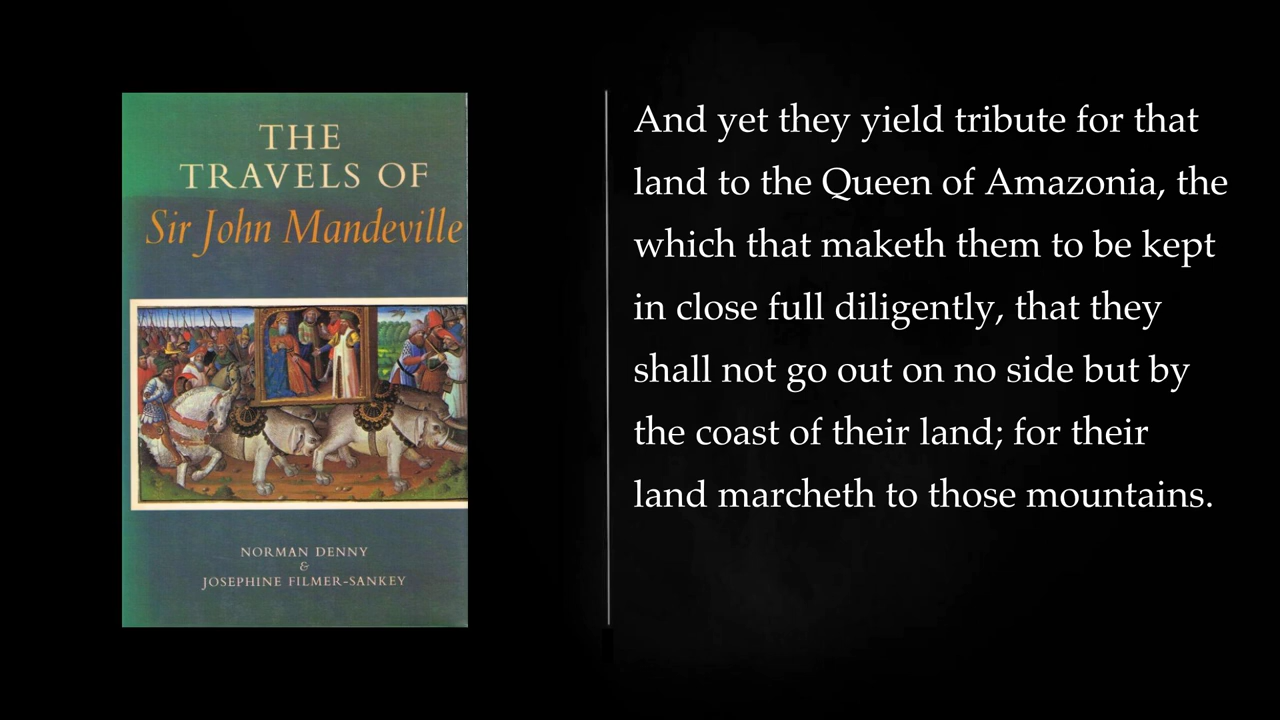 THE
TRAVELS OF
Sir John Mandeville
NORMAN DENNY
&
JOSEPHINE FILMER-SANKEY
And yet they yield tribute for that
land to the Queen of Amazonia, the
which that maketh them to be kept
in close full diligently, that they
shall not go out on no side but by
the coast of their land; for their
land marcheth to those mountains.